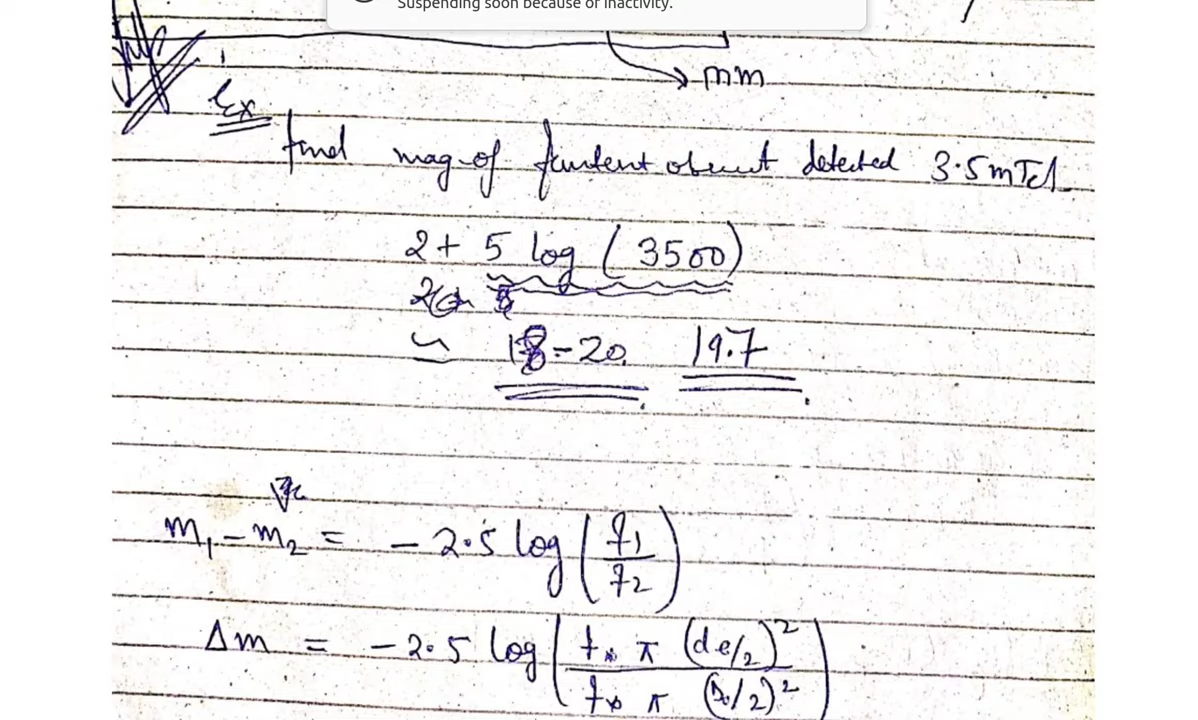 Suspending soon because of inactivity.
→ mm
Ex
find mag. of faintent object detected 3.5m Tel.
2 + 5 log (3500)
≈ 18-20. 19.7
m₁ - m₂ = - 2.5 log (f₁/f₂)
Δm = - 2.5 log (f* π (de/2)² / f* π (D₀/2)²)